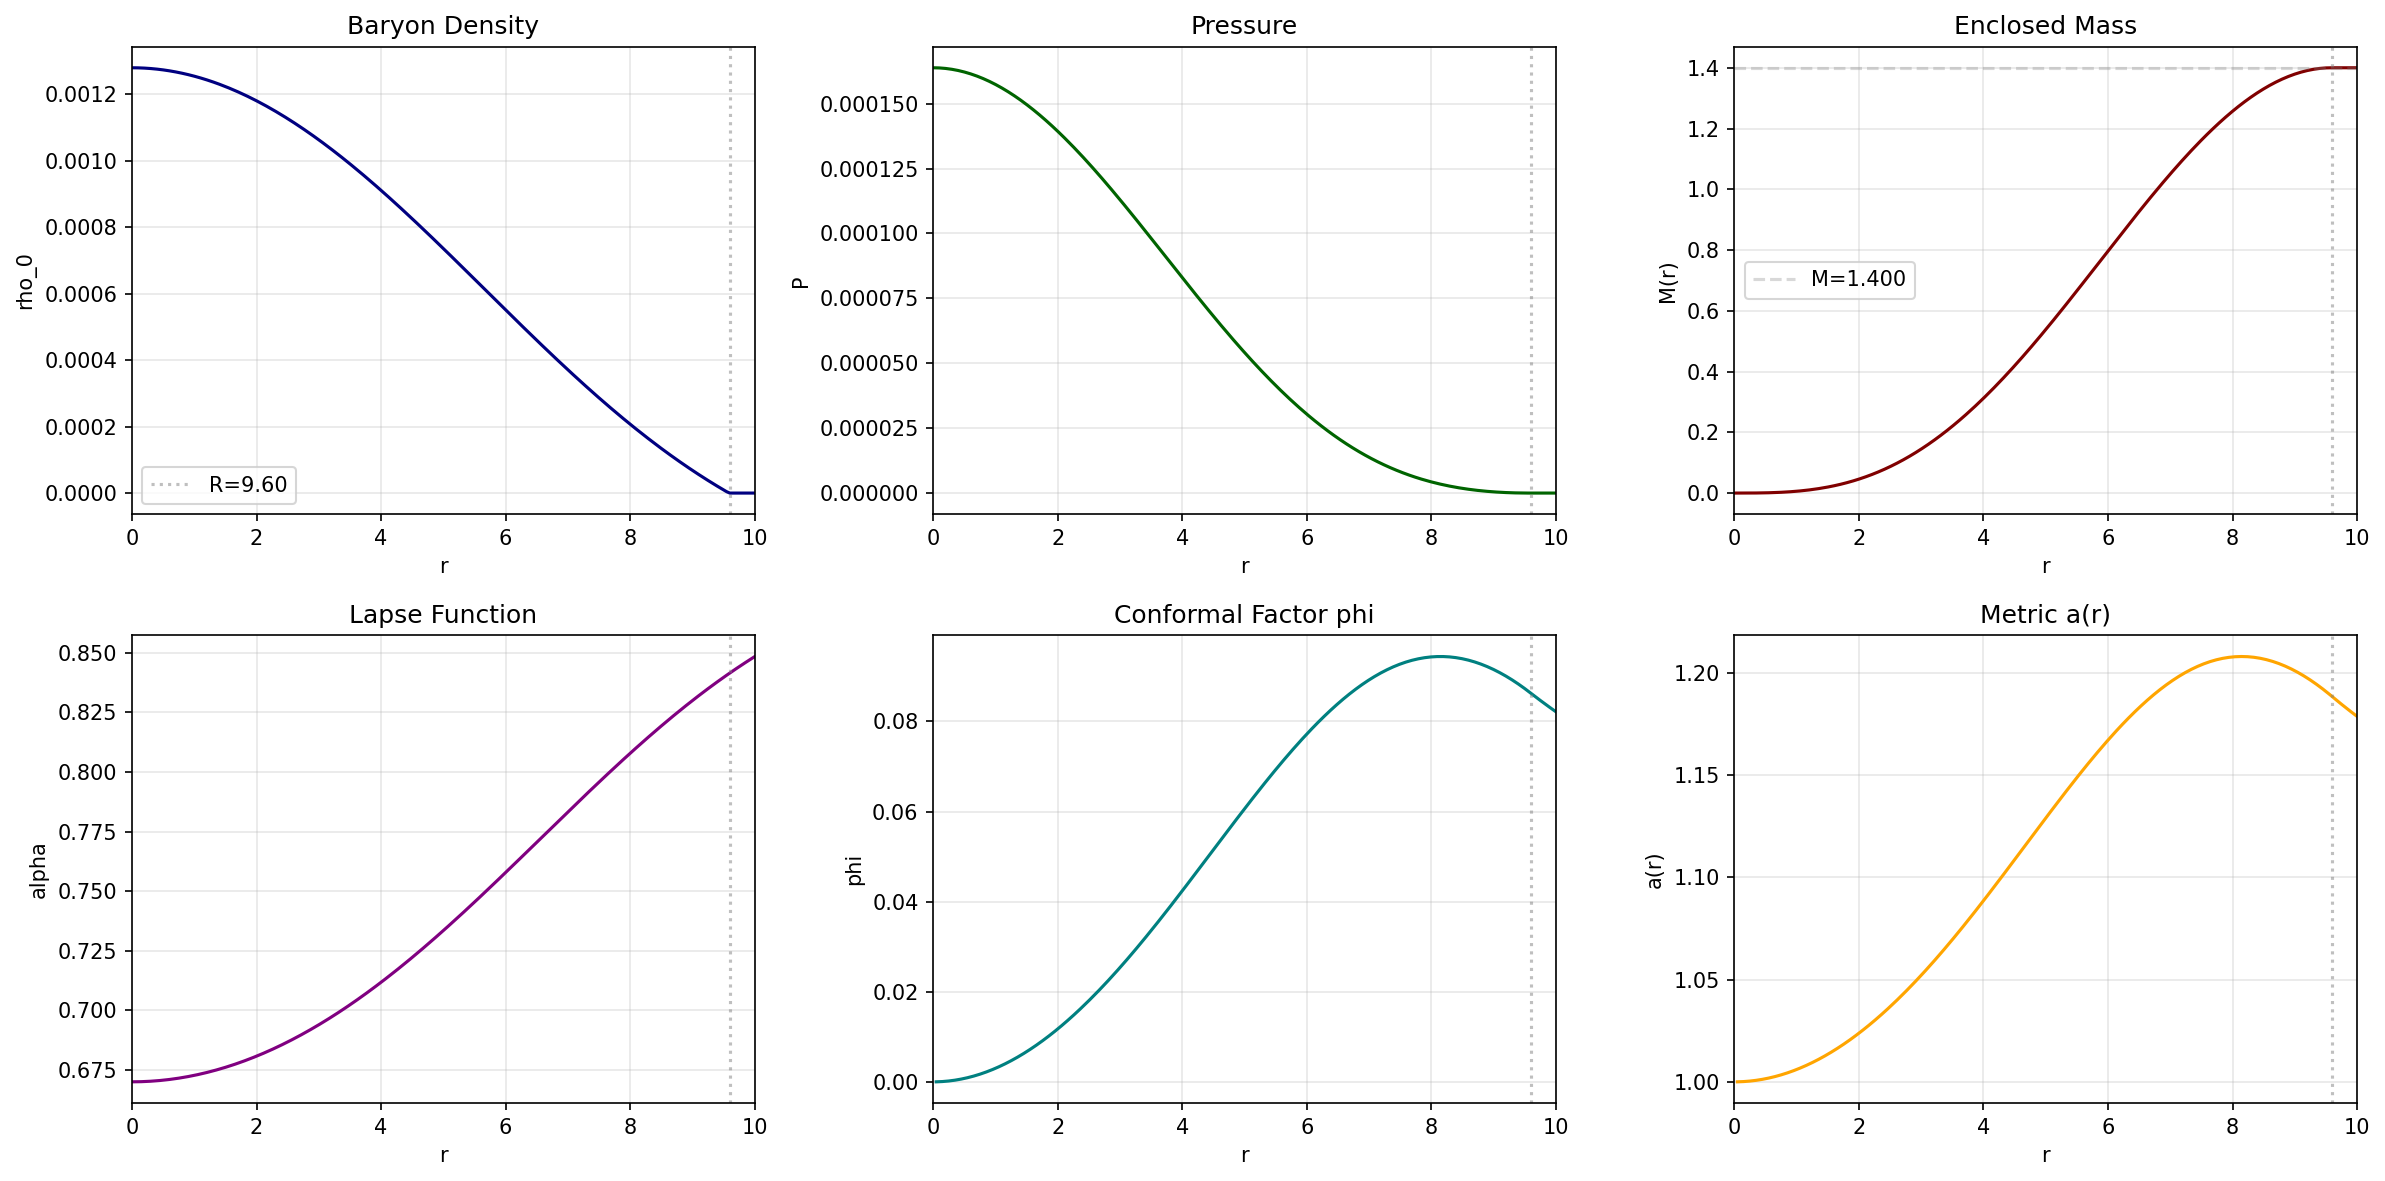 Baryon Density
0.0012
0.0010
0.0008
0.0006
0.0004
0.0002
0.0000
rho_0
R=9.60
0 2 4 6 8 10
r
Pressure
0.000150
0.000125
0.000100
0.000075
0.000050
0.000025
0.000000
P
0 2 4 6 8 10
r
Enclosed Mass
1.4
1.2
1.0
0.8
0.6
0.4
0.2
0.0
M(r)
M=1.400
0 2 4 6 8 10
r
Lapse Function
0.850
0.825
0.800
0.775
0.750
0.725
0.700
0.675
alpha
0 2 4 6 8 10
r
Conformal Factor phi
0.08
0.06
0.04
0.02
0.00
phi
0 2 4 6 8 10
r
Metric a(r)
1.20
1.15
1.10
1.05
1.00
a(r)
0 2 4 6 8 10
r